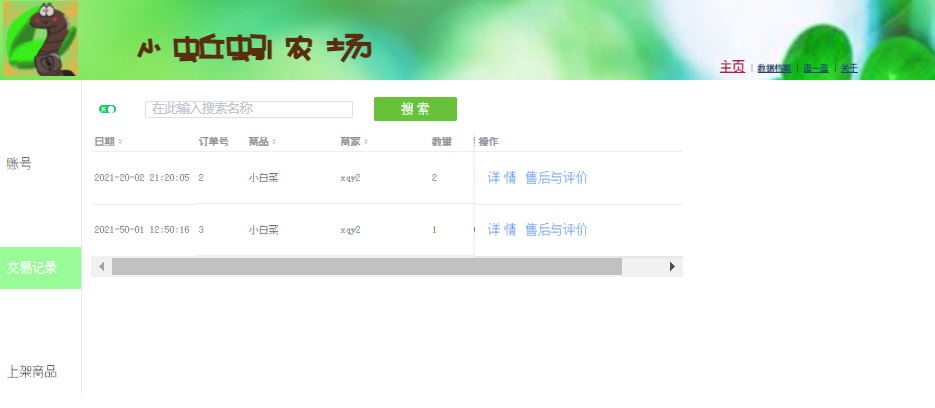 小蚯蚓农场
主页 | 数据档案 | 逛一逛 | 关于
买 在此输入搜索名称 搜索
日期 订单号 商品 商家 数量 操作
账号
2021-20-02 21:20:05 2 小白菜 xqy2 2 详情 售后与评价
2021-50-01 12:50:16 3 小白菜 xqy2 1 详情 售后与评价
交易记录
上架商品